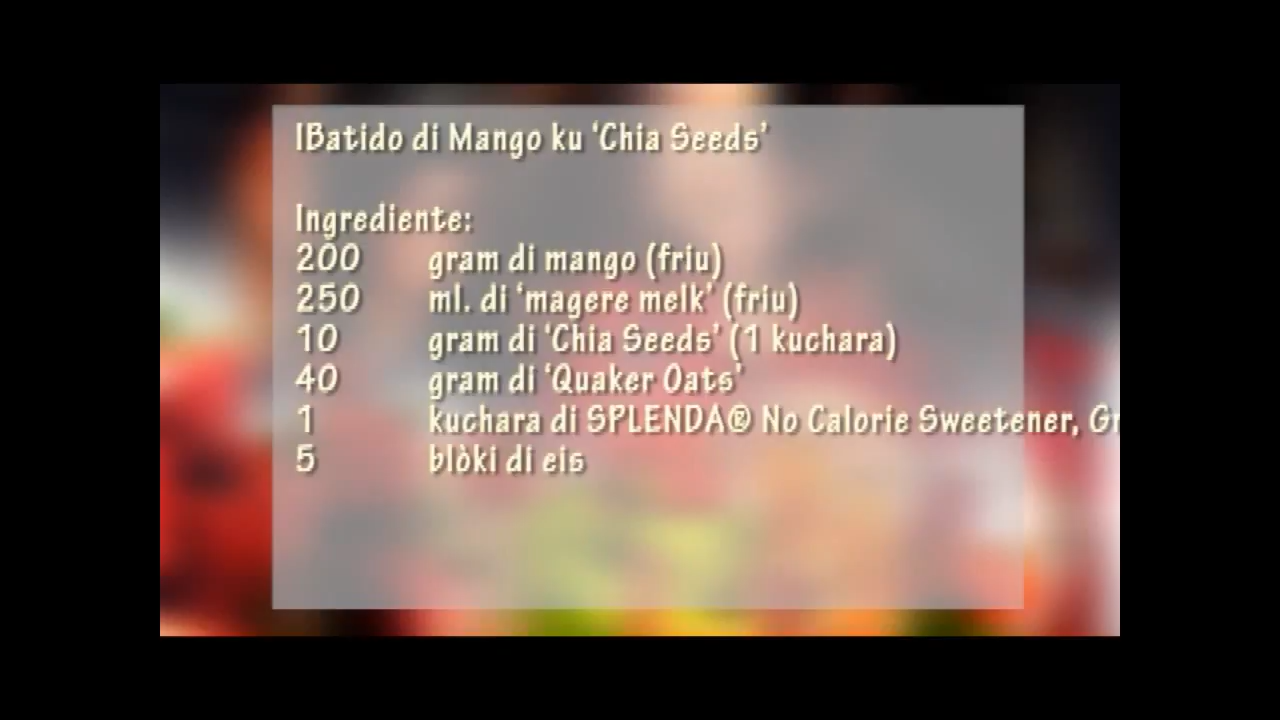 IBatido di Mango ku ‘Chia Seeds’
Ingrediente:
200 gram di mango (friu)
250 ml. di ‘magere melk’ (friu)
10 gram di ‘Chia Seeds’ (1 kuchara)
40 gram di ‘Quaker Oats’
1 kuchara di SPLENDA® No Calorie Sweetener,
5 blòki di eis